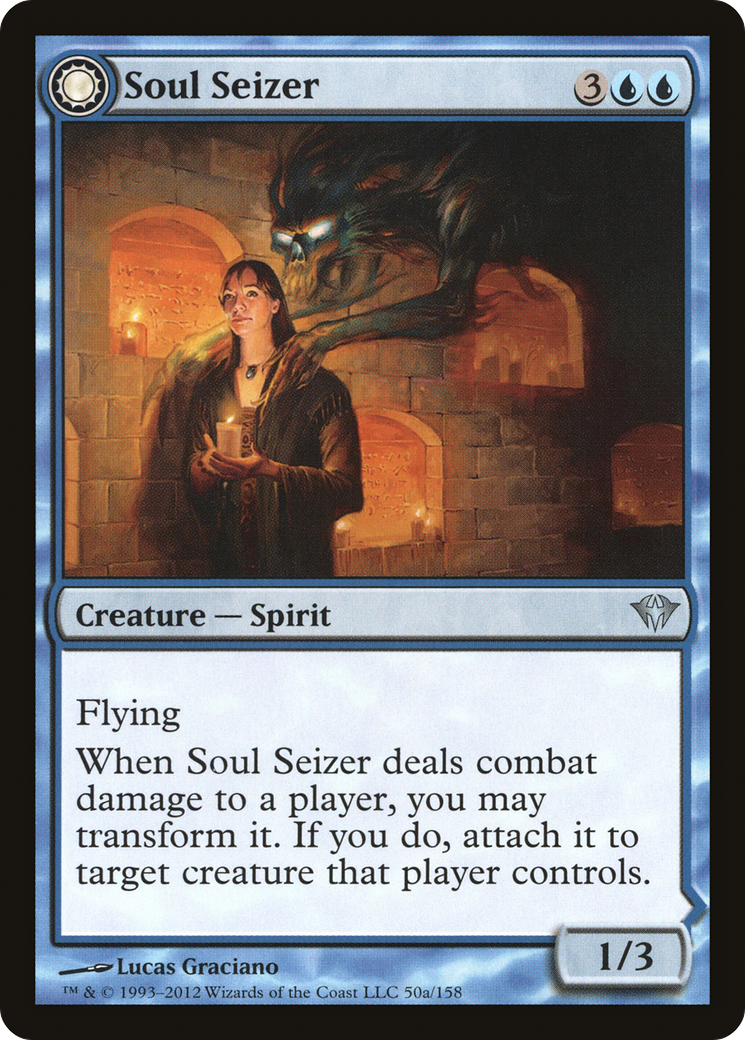 Soul Seizer 3
Creature — Spirit
Flying
When Soul Seizer deals combat
damage to a player, you may
transform it. If you do, attach it to
target creature that player controls.
1/3
Lucas Graciano
™ & © 1993–2012 Wizards of the Coast LLC 50a/158